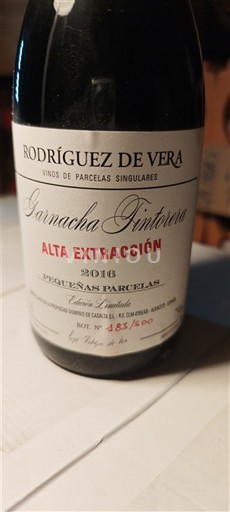 RODRÍGUEZ DE VERA
VINOS DE PARCELAS SINGULARES
Garnacha Tintorera
ALTA EXTRACCIÓN
2016
PEQUEÑAS PARCELAS
Edición Limitada
BOT. Nº 183/600